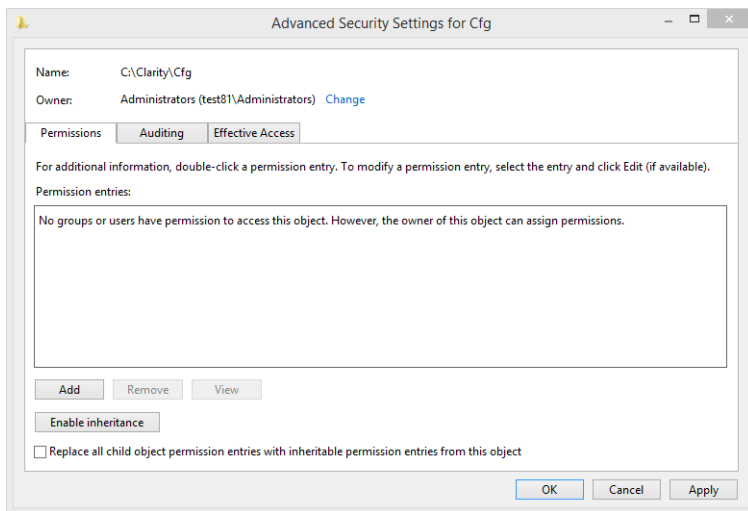 Advanced Security Settings for Cfg
Name: C:\Clarity\Cfg
Owner: Administrators (test81\Administrators) Change
Permissions Auditing Effective Access
For additional information, double-click a permission entry. To modify a permission entry, select the entry and click Edit (if available).
Permission entries:
No groups or users have permission to access this object. However, the owner of this object can assign permissions.
Add Remove View
Enable inheritance
Replace all child object permission entries with inheritable permission entries from this object
OK Cancel Apply